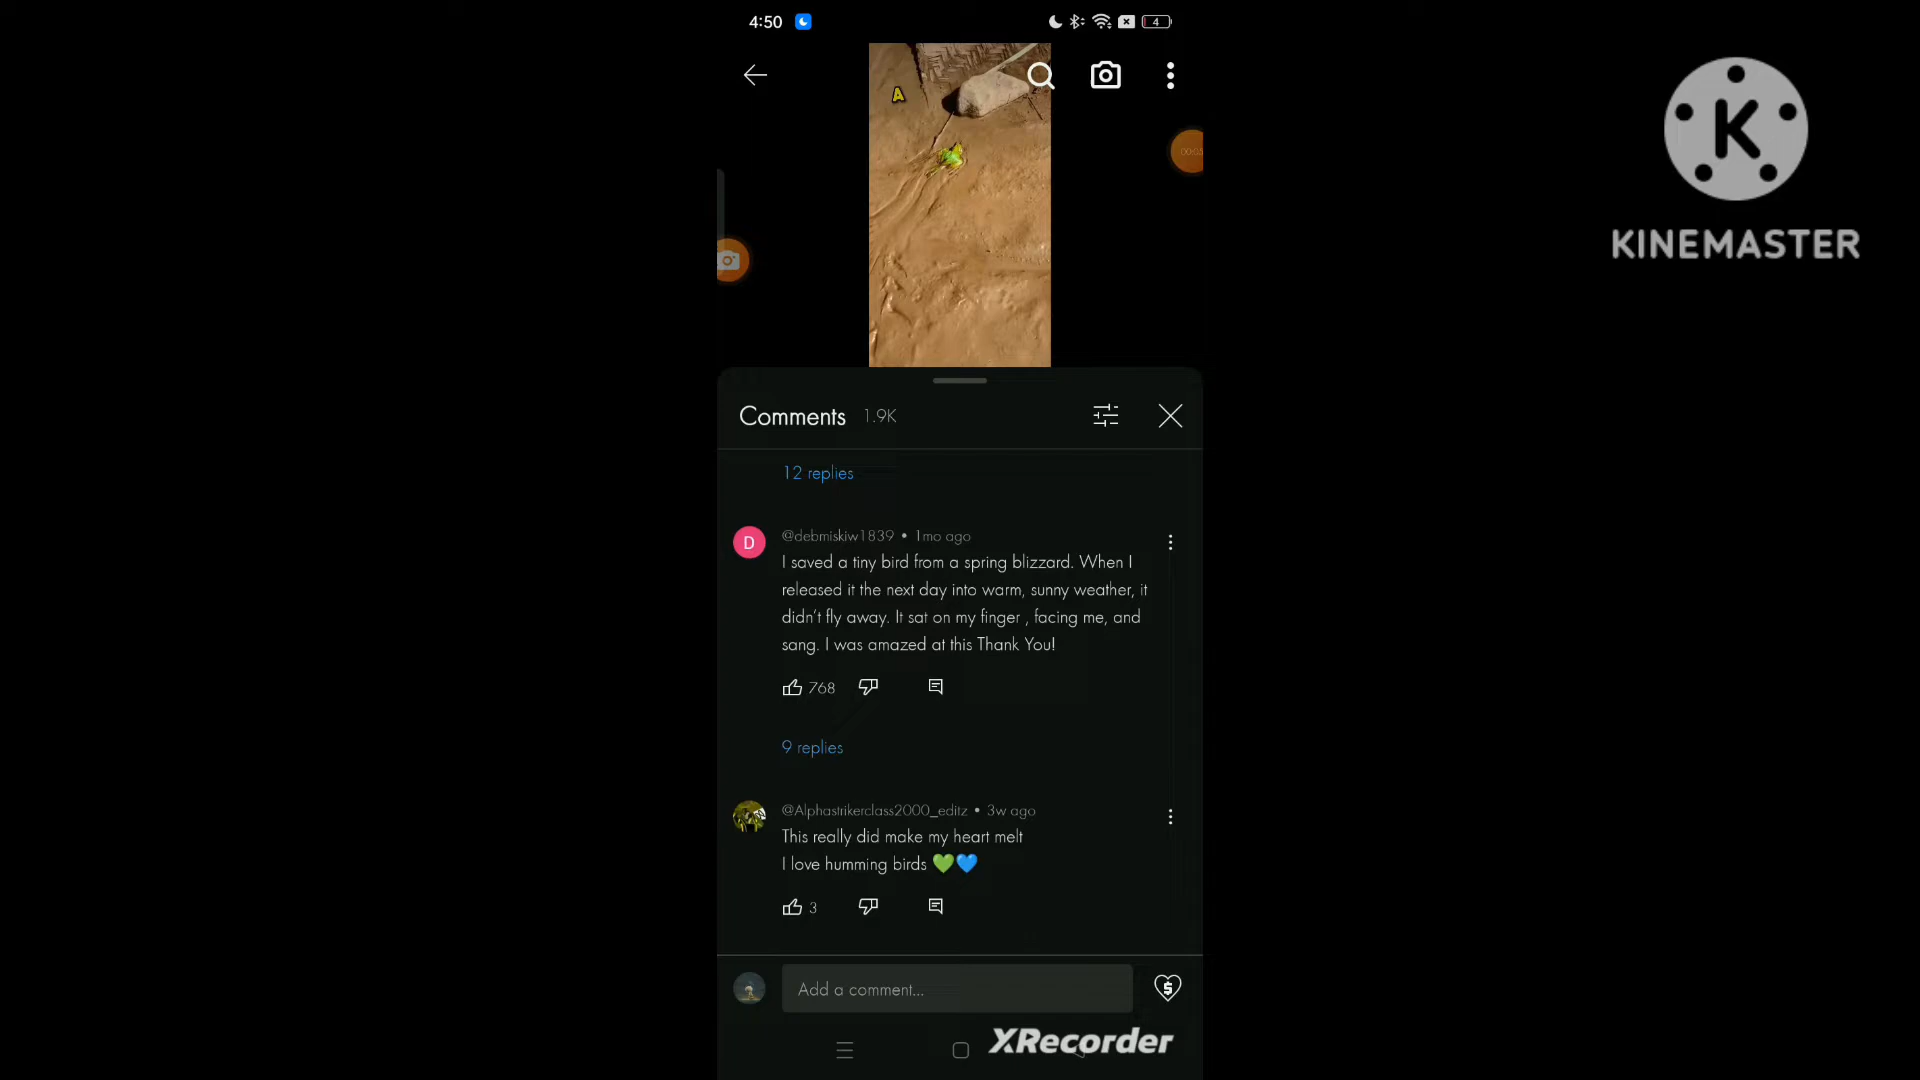 4:50
4
A
00:05
K
KINEMASTER
Comments 1.9K
12 replies
D
@debmiskiw1839 • 1mo ago
I saved a tiny bird from a spring blizzard. When I
released it the next day into warm, sunny weather, it
didn't fly away. It sat on my finger , facing me, and
sang. I was amazed at this Thank You!
768
9 replies
@Alphastrikerclass2000_editz • 3w ago
This really did make my heart melt
I love humming birds 💚💙
3
Add a comment...
$
XRecorder